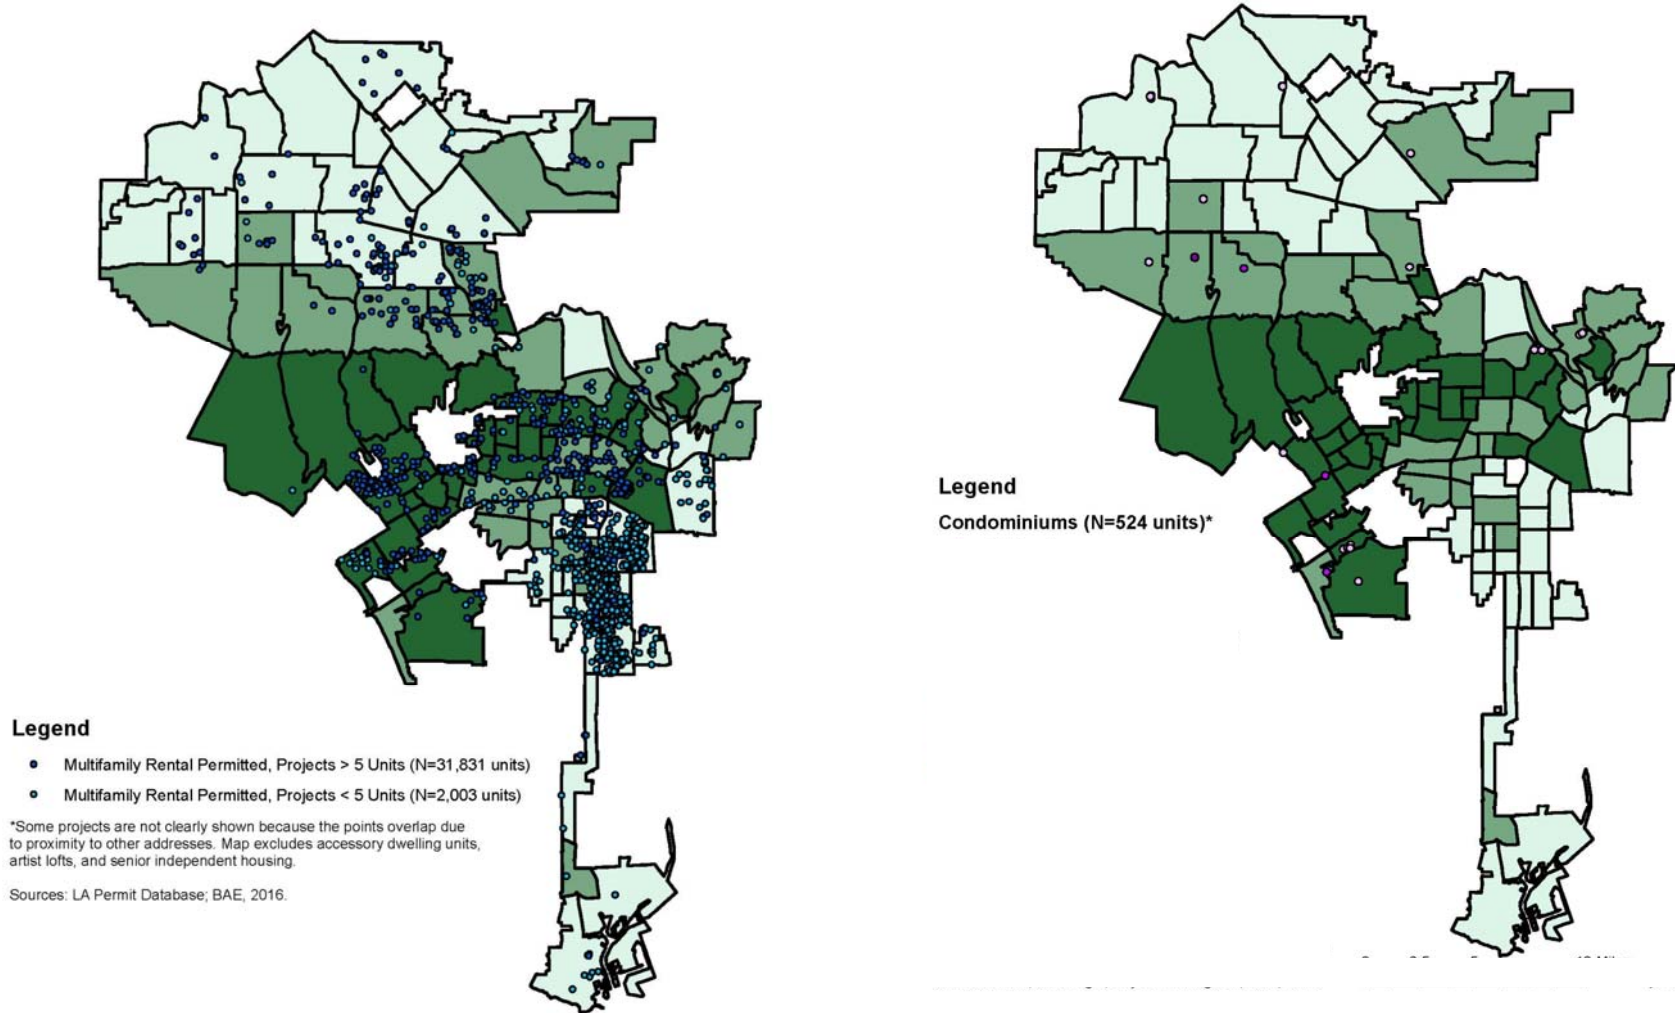 Legend
Multifamily Rental Permitted, Projects > 5 Units (N=31,831 units)
Multifamily Rental Permitted, Projects < 5 Units (N=2,003 units)
*Some projects are not clearly shown because the points overlap due
to proximity to other addresses. Map excludes accessory dwelling units,
artist lofts, and senior independent housing.
Sources: LA Permit Database; BAE, 2016.
Legend
Condominiums (N=524 units)*